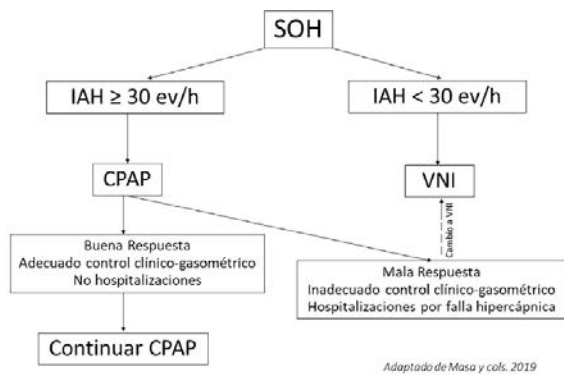 SOH
IAH ≥ 30 ev/h
IAH < 30 ev/h
CPAP
VNI
Cambio a VNI
Buena Respuesta
Adecuado control clínico-gasométrico
No hospitalizaciones
Mala Respuesta
Inadecuado control clínico-gasométrico
Hospitalizaciones por falla hipercápnica
Continuar CPAP
Adaptado de Masa y cols. 2019